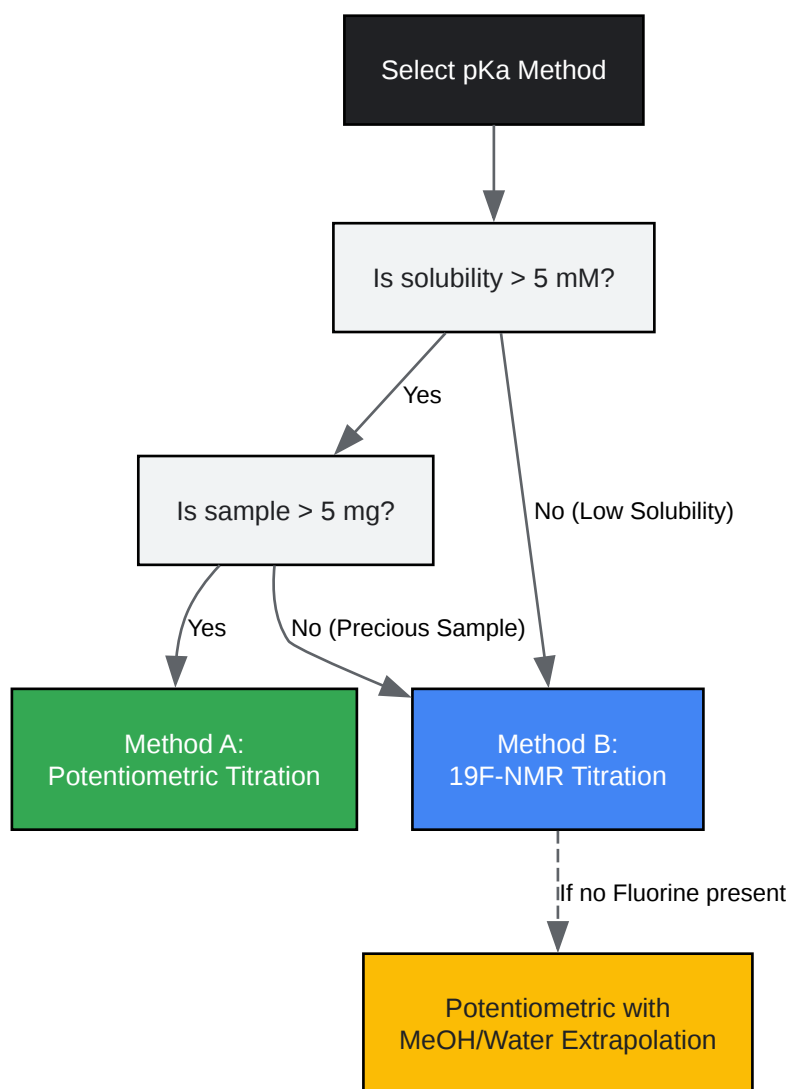 Select pKa Method
Is solubility > 5 mM?
Yes
Is sample > 5 mg?
No (Low Solubility)
Yes
No (Precious Sample)
Method A:
Potentiometric Titration
Method B:
19F-NMR Titration
If no Fluorine present
Potentiometric with
MeOH/Water Extrapolation